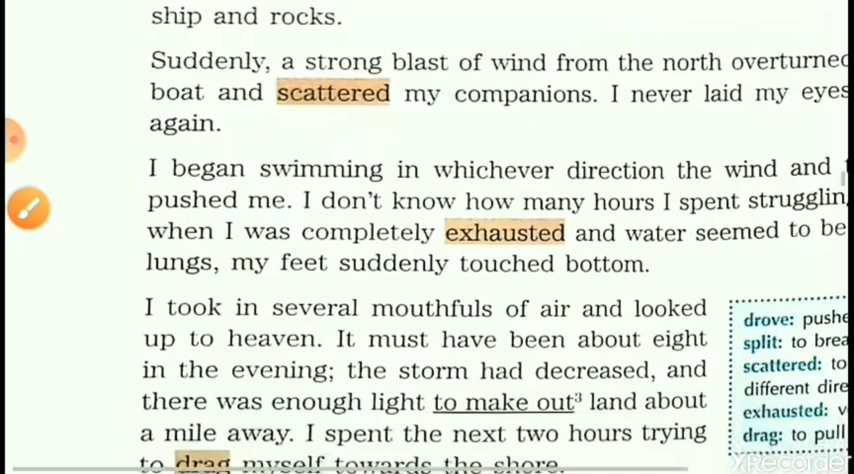 ship and rocks.
Suddenly, a strong blast of wind from the north overturned
boat and scattered my companions. I never laid my eyes
again.
I began swimming in whichever direction the wind and
pushed me. I don't know how many hours I spent
when I was completely exhausted and water seemed to be
lungs, my feet suddenly touched bottom.
I took in several mouthfuls of air and looked
up to heaven. It must have been about eight
in the evening; the storm had decreased, and
there was enough light to make out³ land about
a mile away. I spent the next two hours trying
to drag myself towards the shore.
drove:
split: to
scattered: to
different
exhausted:
drag: to pull
XRecorder